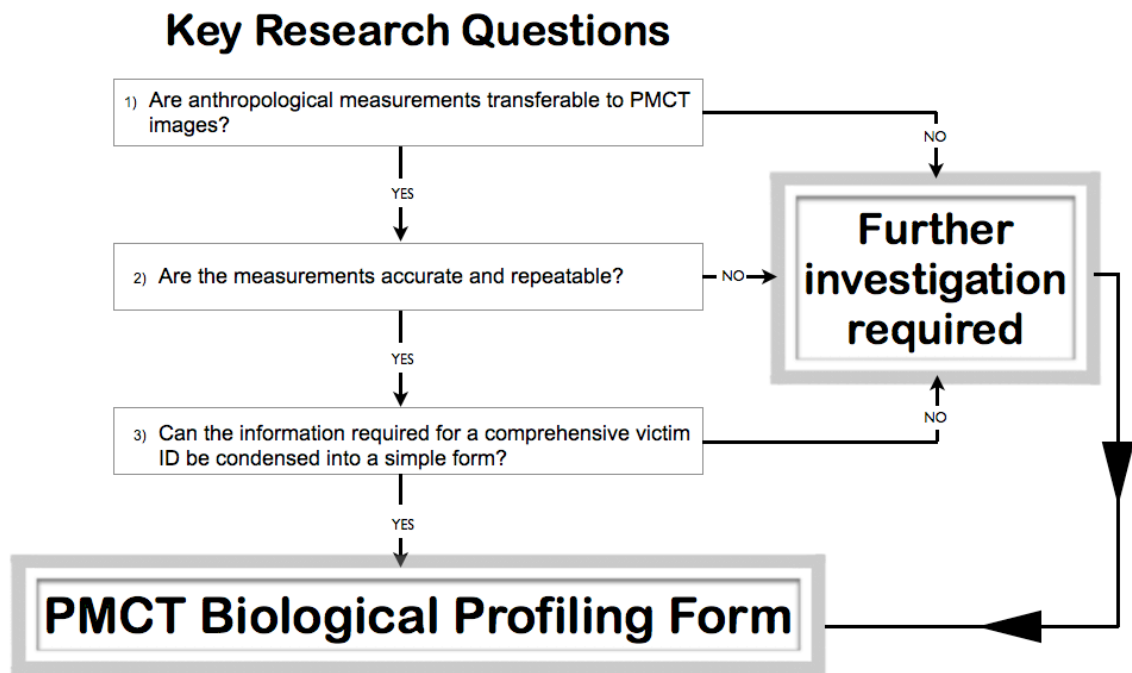 Key Research Questions
1) Are anthropological measurements transferable to PMCT
images?
NO
YES
Further
investigation
required
2) Are the measurements accurate and repeatable?
NO
YES
3) Can the information required for a comprehensive victim
ID be condensed into a simple form?
NO
YES
PMCT Biological Profiling Form